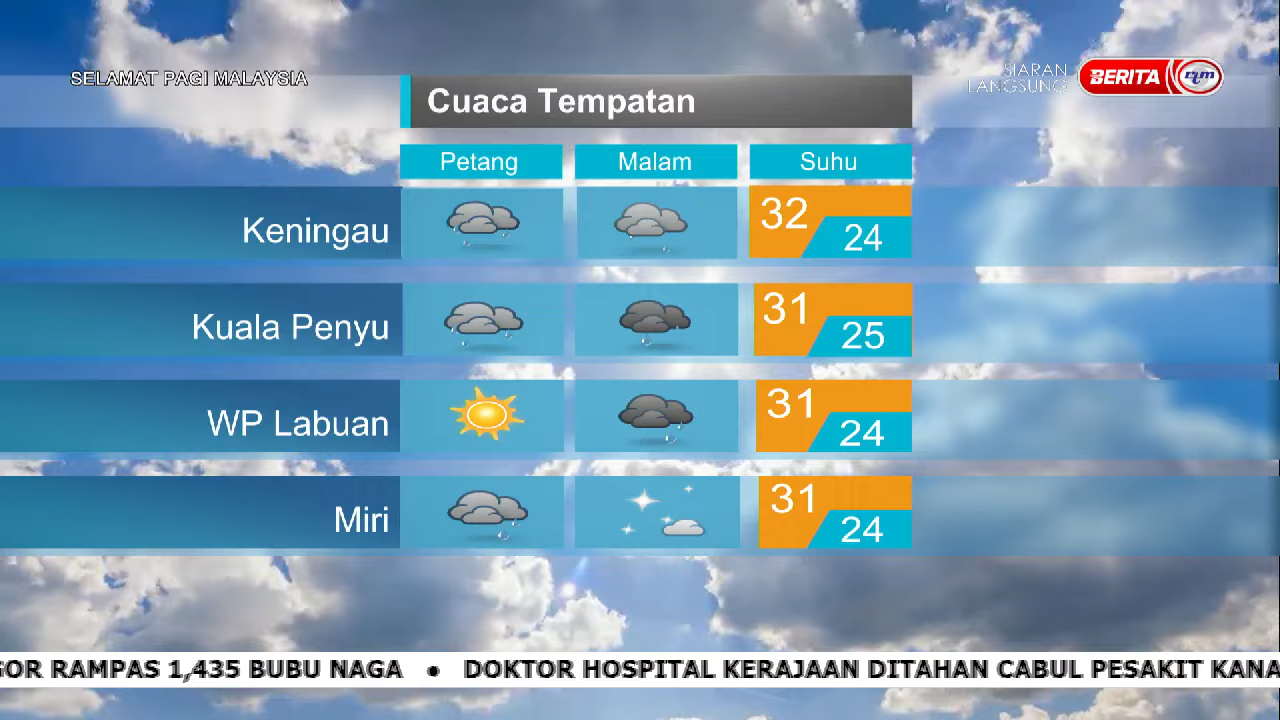 SELAMAT PAGI MALAYSIA
SIARAN
LANGSUNG
BERITA rtm
Cuaca Tempatan
Petang Malam Suhu
Keningau 32 24
Kuala Penyu 31 25
WP Labuan 31 24
Miri 31 24
GOR RAMPAS 1,435 BUBU NAGA • DOKTOR HOSPITAL KERAJAAN DITAHAN CABUL PESAKIT KANA